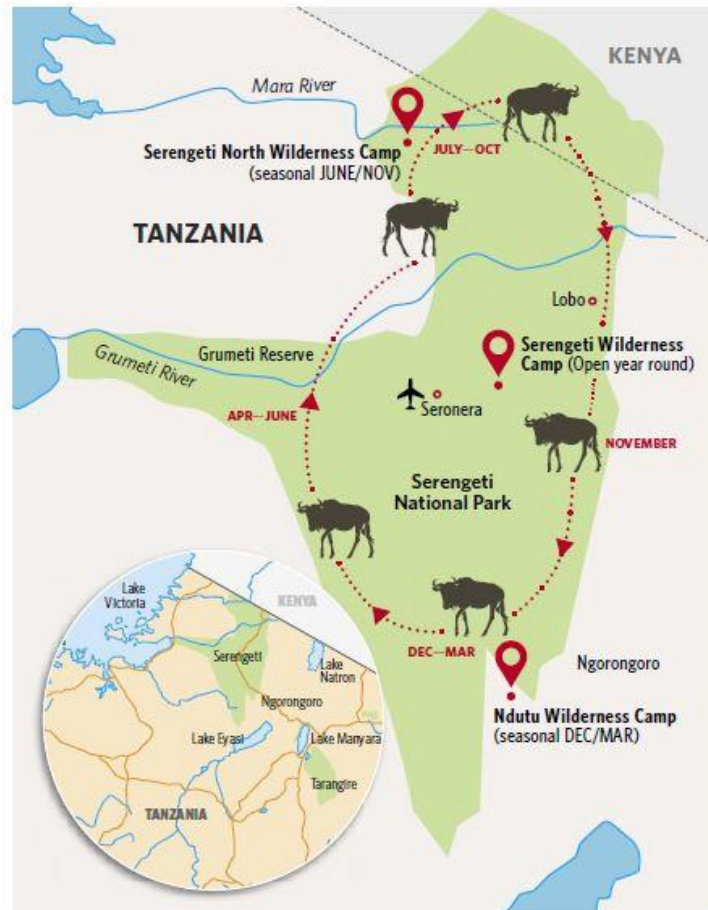 KENYA
Mara River
Serengeti North Wilderness Camp
(seasonal JUNE/NOV)
JULY—OCT
TANZANIA
Lobo
Grumeti Reserve
Grumeti River
Serengeti Wilderness
Camp (Open year round)
Seronera
APR—JUNE
NOVEMBER
Serengeti
National Park
DEC—MAR
Ngorongoro
Ndutu Wilderness Camp
(seasonal DEC/MAR)
Lake
Victoria
KENYA
Serengeti
Lake
Natron
Ngorongoro
Lake Eyasi
Lake Manyara
Tarangire
TANZANIA